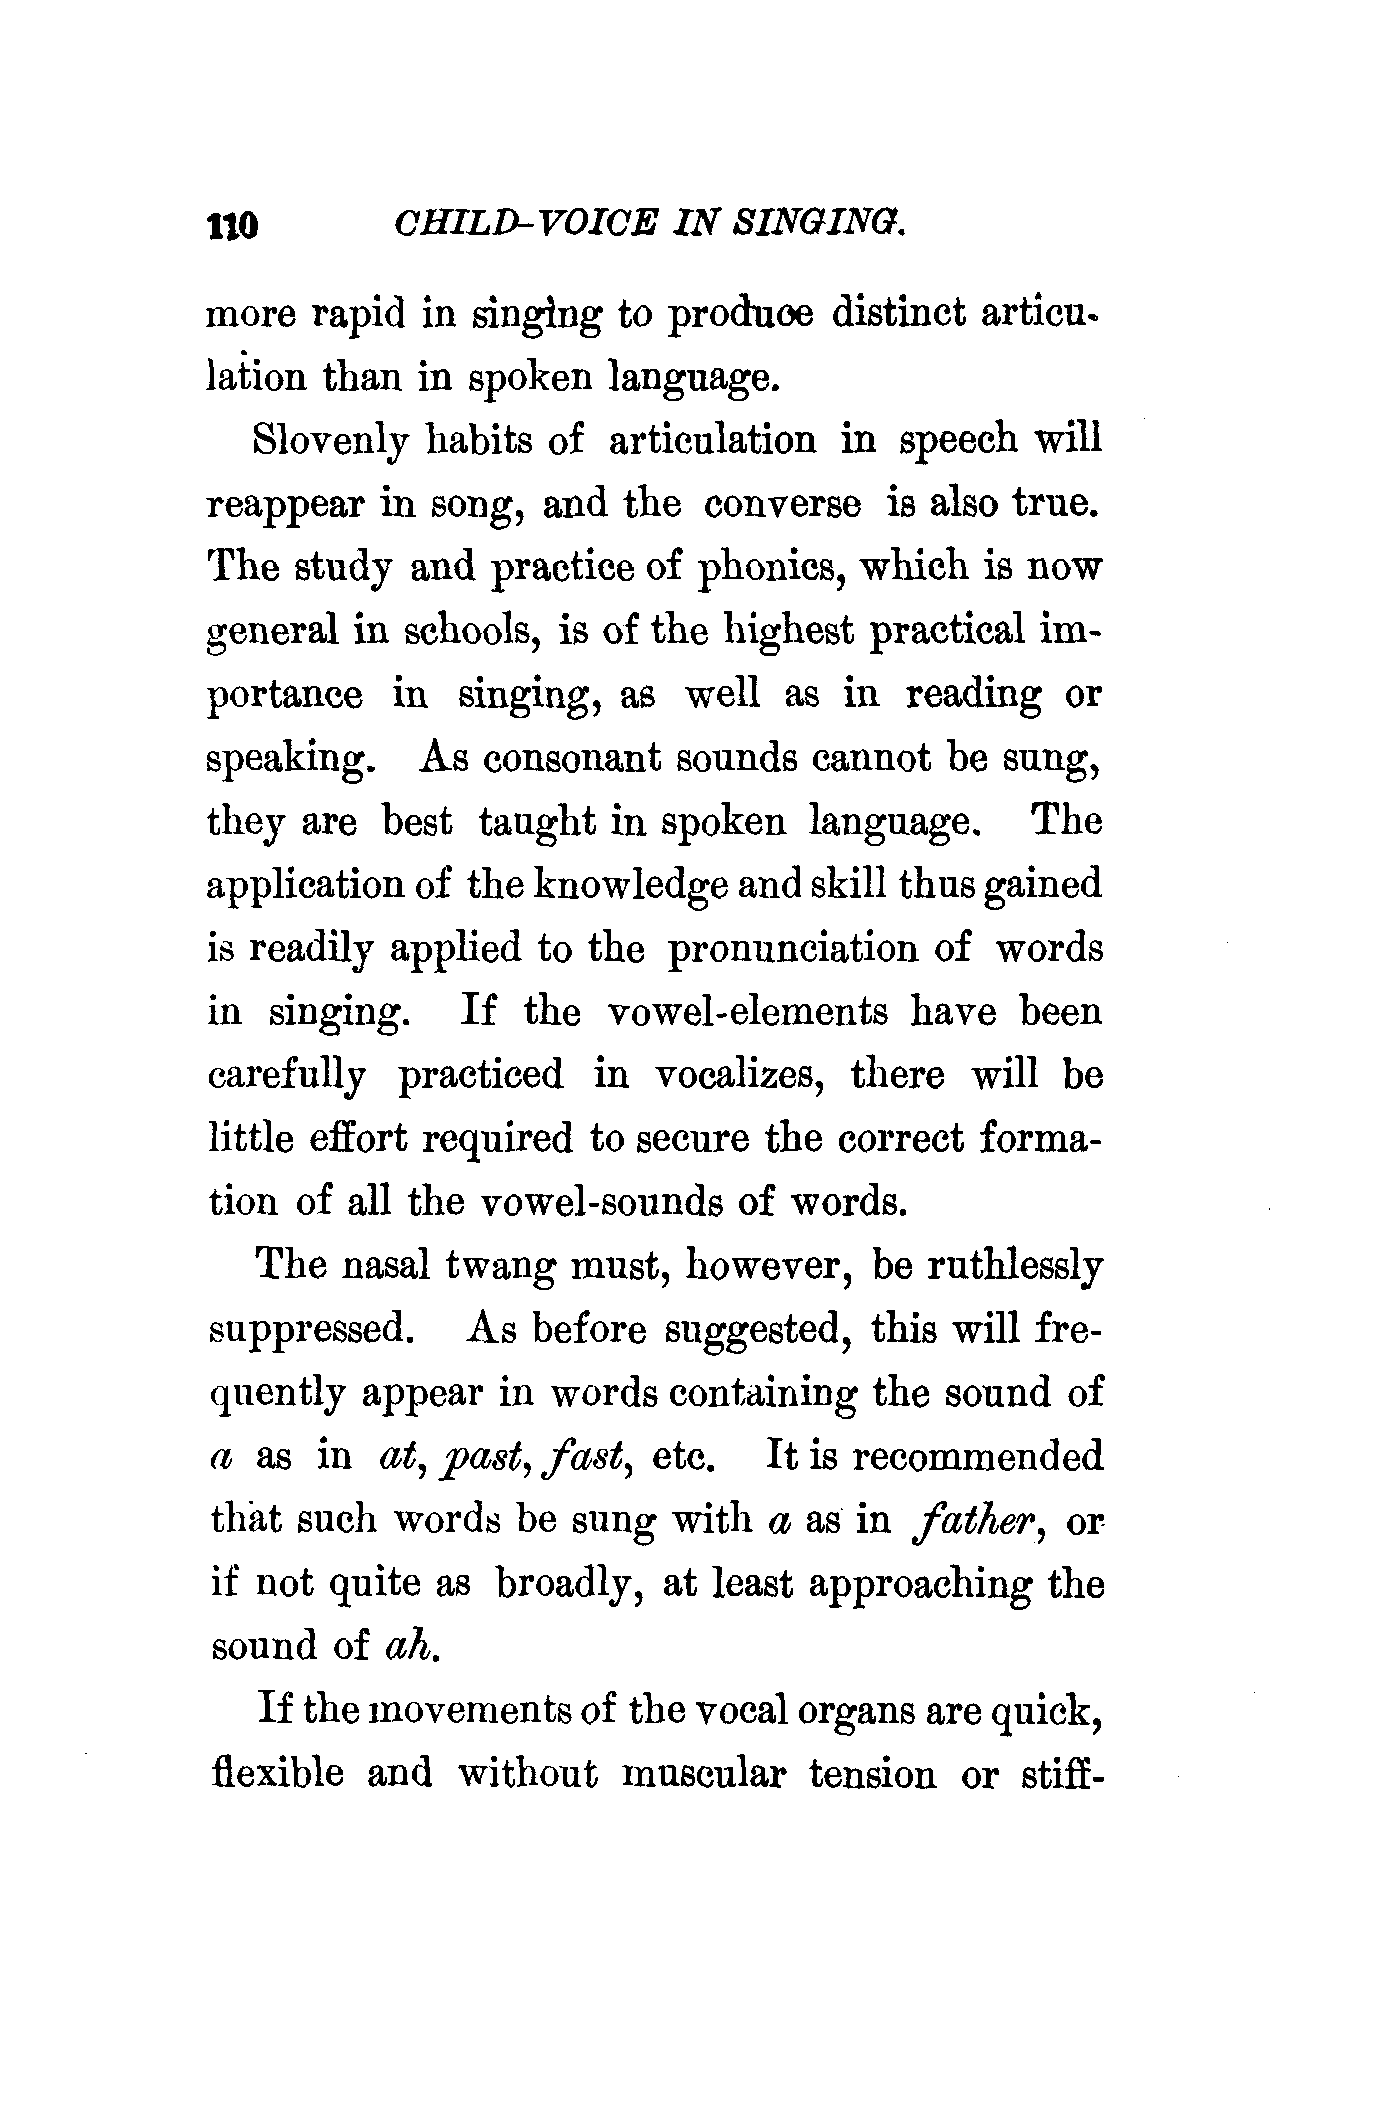 110 CHILD-VOICE IN SINGING.
more rapid in singing to produce distinct articu-
lation than in spoken language.
Slovenly habits of articulation in speech will
reappear in song, and the converse is also true.
The study and practice of phonics, which is now
general in schools, is of the highest practical im-
portance in singing, as well as in reading or
speaking. As consonant sounds cannot be sung,
they are best taught in spoken language. The
application of the knowledge and skill thus gained
is readily applied to the pronunciation of words
in singing. If the vowel-elements have been
carefully practiced in vocalizes, there will be
little effort required to secure the correct forma-
tion of all the vowel-sounds of words.
The nasal twang must, however, be ruthlessly
suppressed. As before suggested, this will fre-
quently appear in words containing the sound of
a as in at, past, fast, etc. It is recommended
that such words be sung with a as in father, or
if not quite as broadly, at least approaching the
sound of ah.
If the movements of the vocal organs are quick,
flexible and without muscular tension or stiff-